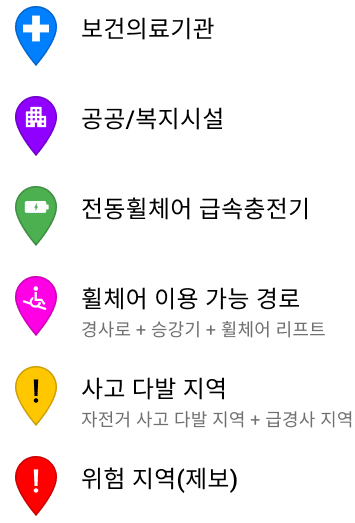 보건의료기관
공공/복지시설
전동휠체어 급속충전기
휠체어 이용 가능 경로
경사로 + 승강기 + 휠체어 리프트
사고 다발 지역
자전거 사고 다발 지역 + 급경사 지역
위험 지역(제보)